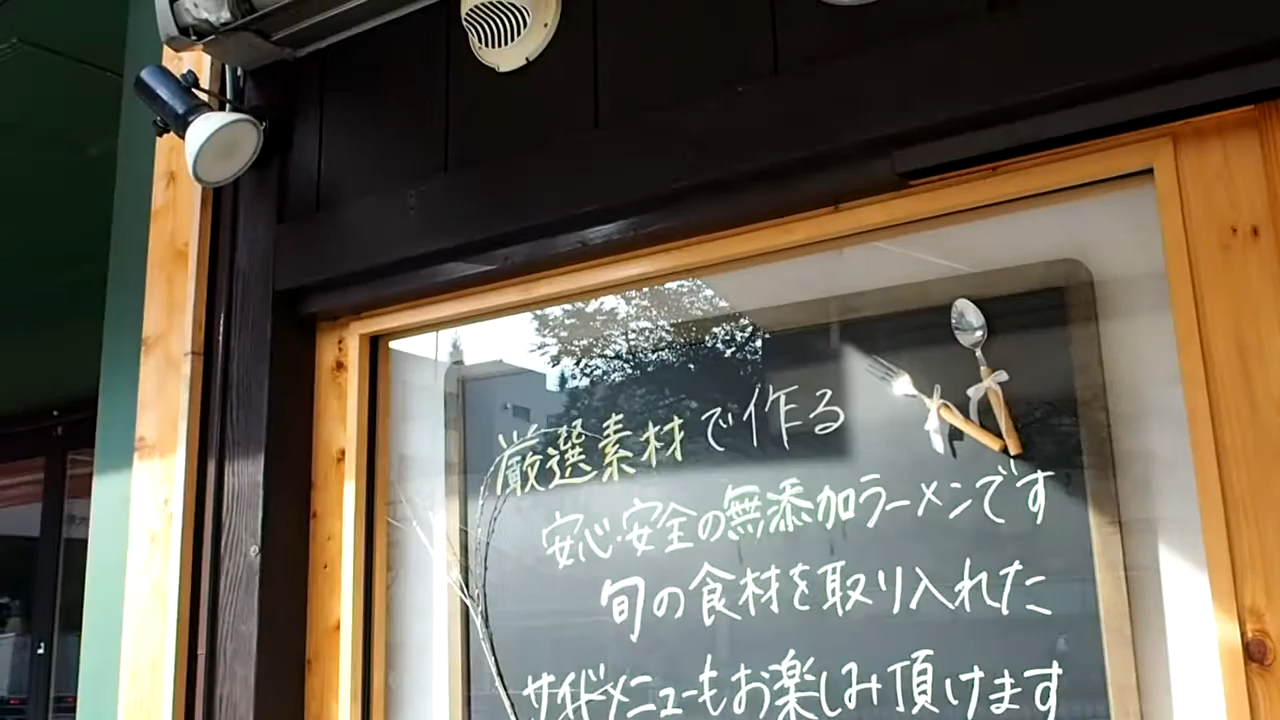 厳選素材で作る
安心・安全の無添加ラーメンです
旬の食材を取り入れた
サイドメニューもお楽しみ頂けます